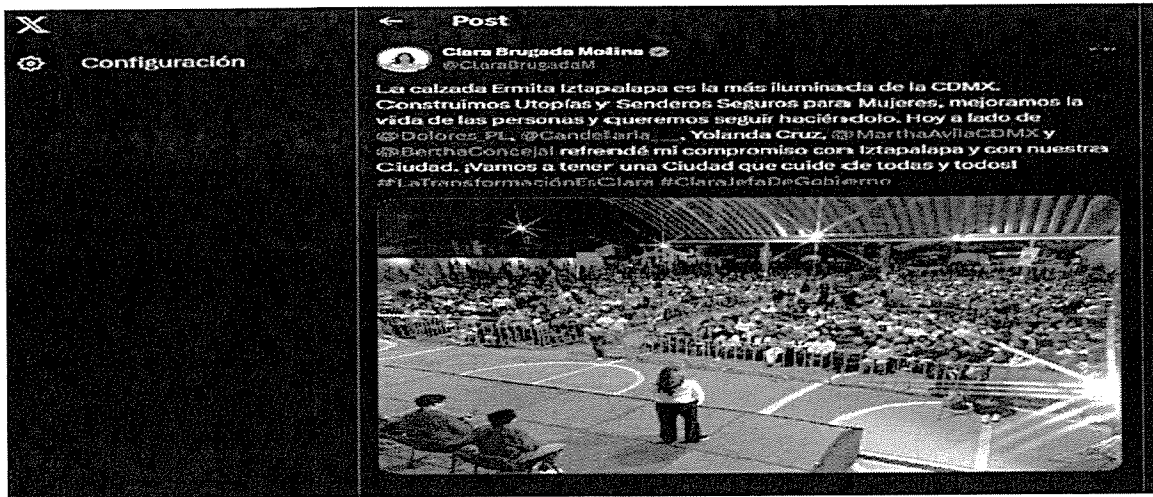 X
Configuración
← Post
Clara Brugada Molina
@ClaraBrugadaM
La calzada Ermita Iztapalapa es la más iluminada de la CDMX.
Construimos Utopías y Senderos Seguros para Mujeres, mejoramos la
vida de las personas y queremos seguir haciéndolo. Hoy a lado de
@Dolores_PL, @Candelaria__, Yolanda Cruz, @MarthaAvilaCDMX y
@BerthaConcejal refrendé mi compromiso con Iztapalapa y con nuestra
Ciudad. ¡Vamos a tener una Ciudad que cuide de todas y todos!
#LaTransformaciónEsClara #ClaraJefaDeGobierno